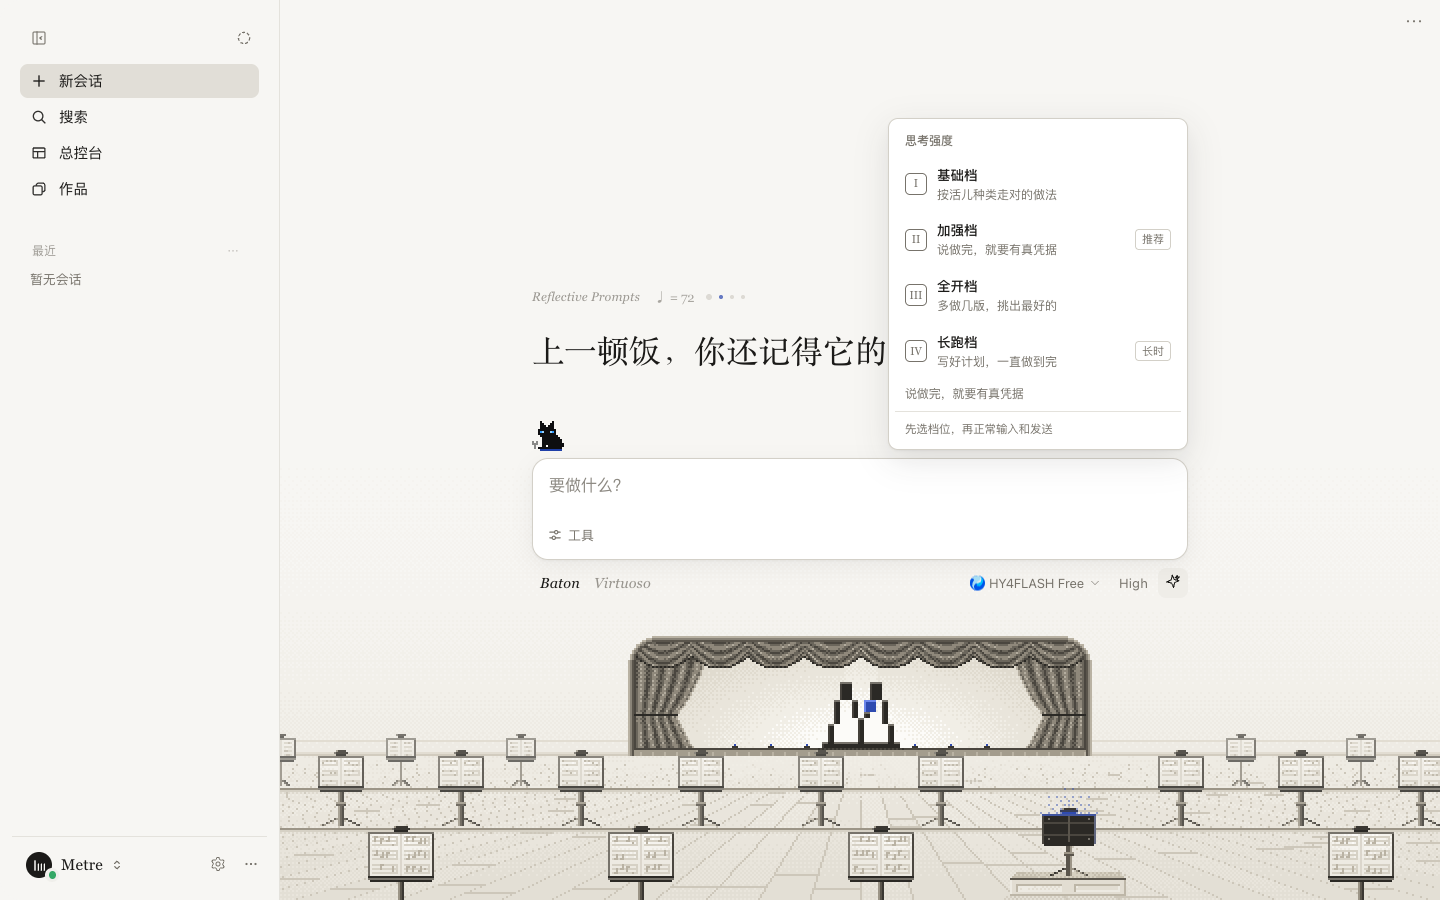 新会话
搜索
总控台
作品
最近
暂无会话
Metre
Reflective Prompts ♩ = 72
上一顿饭，你还记得它的
思考强度
I 基础档
按活儿种类走对的做法
II 加强档
说做完，就要有真凭据
推荐
III 全开档
多做几版，挑出最好的
IV 长跑档
写好计划，一直做到完
长时
说做完，就要有真凭据
先选档位，再正常输入和发送
要做什么？
工具
Baton Virtuoso
HY4FLASH Free High